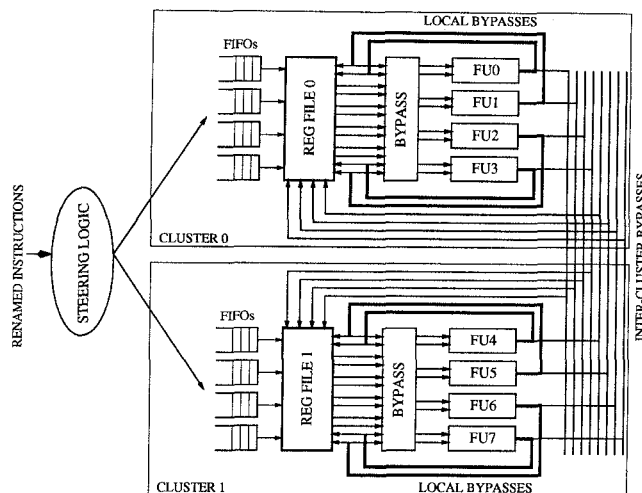 LOCAL BYPASSES
FIFOs
REG FILE 0
BYPASS
FU0
FU1
FU2
FU3
CLUSTER 0
RENAMED INSTRUCTIONS
STEERING LOGIC
INTER-CLUSTER BYPASSES
FIFOs
REG FILE 1
BYPASS
FU4
FU5
FU6
FU7
CLUSTER 1
LOCAL BYPASSES